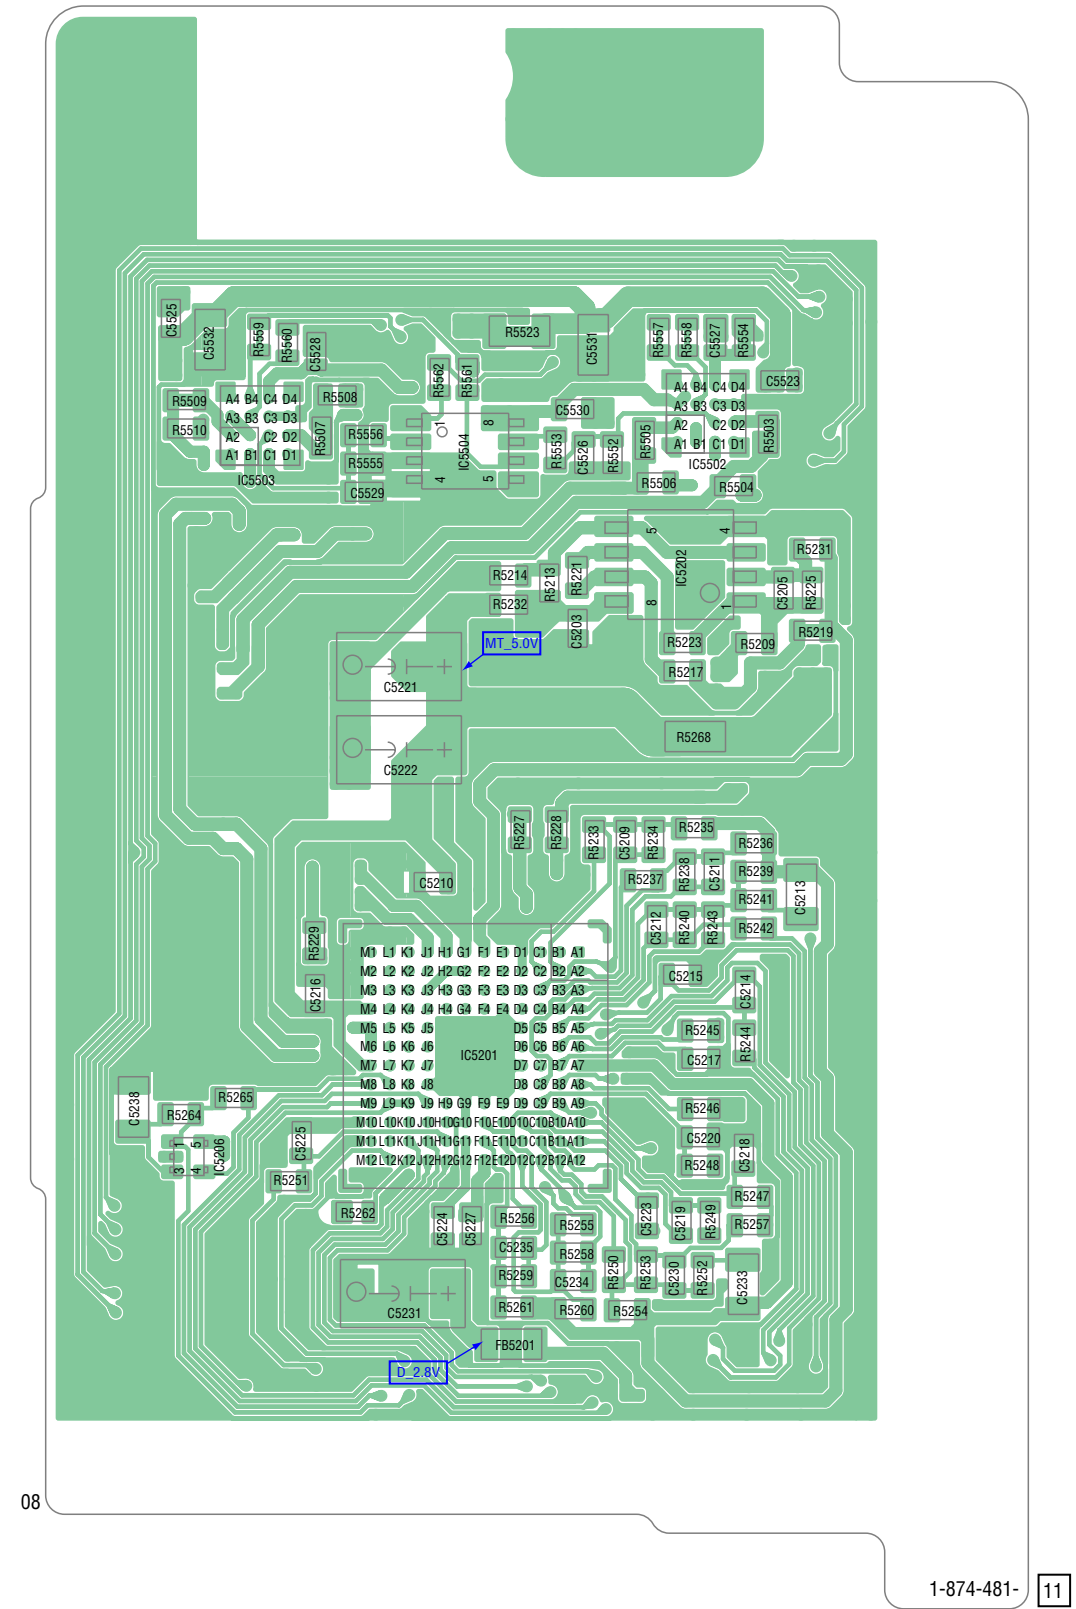 C5525
C5532
R5559
R5560
C5528
R5562
R5561
R5523
C5531
R5557
R5558
C5527
R5554
C5523
R5509
R5510
A4 B4 C4 D4
A3 B3 C3 D3
A2 C2 D2
A1 B1 C1 D1
IC5503
R5508
R5507
R5556
R5555
C5529
1
8
IC5504
4
5
C5530
R5553
C5526
R5552
R5505
A4 B4 C4 D4
A3 B3 C3 D3
A2 C2 D2
A1 B1 C1 D1
IC5502
R5503
R5506
R5504
5
4
IC5202
8
1
R5214
R5213
R5221
R5232
C5203
R5231
C5205
R5225
R5219
R5223
R5209
R5217
MT_5.0V
C5221
C5222
R5268
R5227
R5228
R5233
C5209
R5234
R5235
R5236
R5237
R5238
C5211
R5239
C5213
R5241
C5210
C5212
R5240
R5243
R5242
R5229
C5216
C5215
C5214
M1 L1 K1 J1 H1 G1 F1 E1 D1 C1 B1 A1
M2 L2 K2 J2 H2 G2 F2 E2 D2 C2 B2 A2
M3 L3 K3 J3 H3 G3 F3 E3 D3 C3 B3 A3
M4 L4 K4 J4 H4 G4 F4 E4 D4 C4 B4 A4
M5 L5 K5 J5 D5 C5 B5 A5
M6 L6 K6 J6 D6 C6 B6 A6
IC5201
M7 L7 K7 J7 D7 C7 B7 A7
M8 L8 K8 J8 D8 C8 B8 A8
M9 L9 K9 J9 H9 G9 F9 E9 D9 C9 B9 A9
M10 L10 K10 J10 H10 G10 F10 E10 D10 C10 B10 A10
M11 L11 K11 J11 H11 G11 F11 E11 D11 C11 B11 A11
M12 L12 K12 J12 H12 G12 F12 E12 D12 C12 B12 A12
R5245
R5244
C5217
R5246
C5220
C5218
R5248
C5238
R5264
R5265
1
5
IC5206
3
4
C5225
R5251
R5262
C5224
C5227
R5256
R5255
C5235
R5258
R5259
C5234
R5261
R5260
R5250
R5253
R5254
C5223
C5219
R5249
R5247
R5257
C5230
R5252
C5233
C5231
FB5201
D_2.8V
08
1-874-481-
11